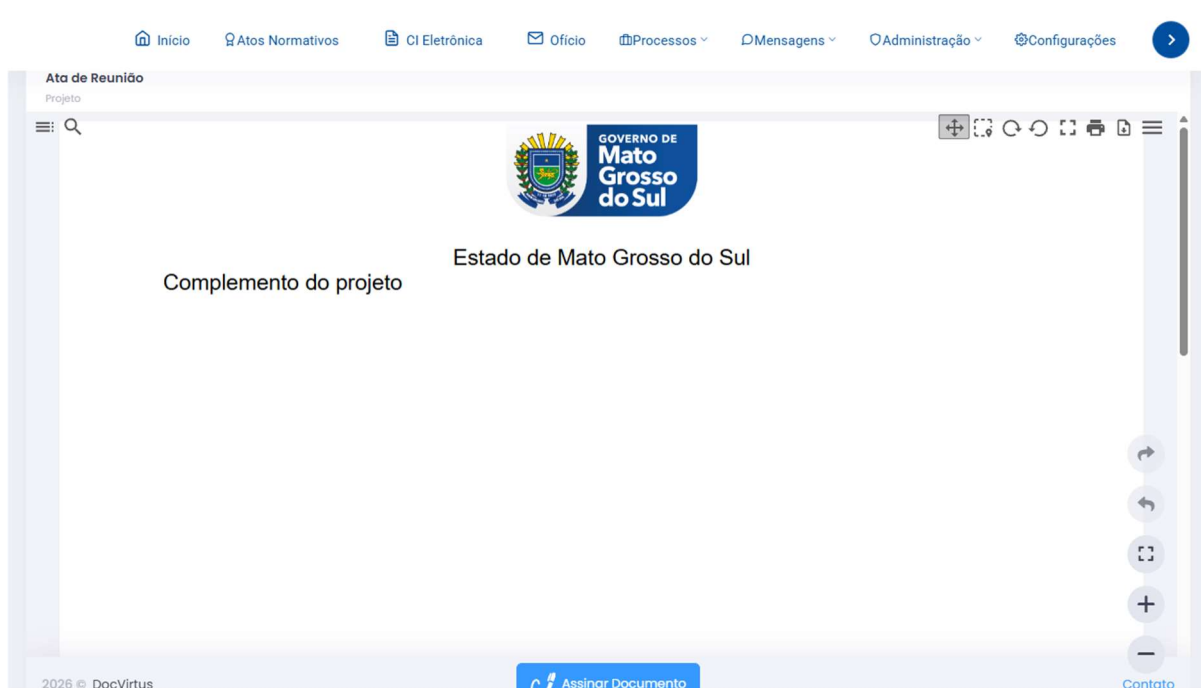 Início Atos Normativos CI Eletrônica Ofício Processos Mensagens Administração Configurações
Ata de Reunião
Projeto
GOVERNO DE
Mato
Grosso
do Sul
Estado de Mato Grosso do Sul
Complemento do projeto
2026 © DocVirtus Assinar Documento Contato